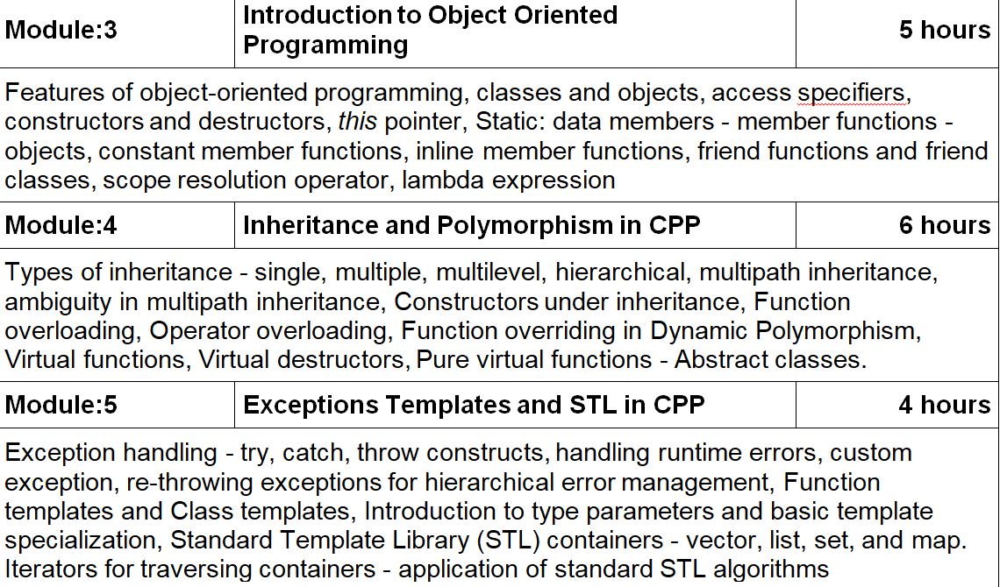 Module:3 Introduction to Object Oriented Programming 5 hours
Features of object-oriented programming, classes and objects, access specifiers,
constructors and destructors, this pointer, Static: data members - member functions -
objects, constant member functions, inline member functions, friend functions and friend
classes, scope resolution operator, lambda expression
Module:4 Inheritance and Polymorphism in CPP 6 hours
Types of inheritance - single, multiple, multilevel, hierarchical, multipath inheritance,
ambiguity in multipath inheritance, Constructors under inheritance, Function
overloading, Operator overloading, Function overriding in Dynamic Polymorphism,
Virtual functions, Virtual destructors, Pure virtual functions - Abstract classes.
Module:5 Exceptions Templates and STL in CPP 4 hours
Exception handling - try, catch, throw constructs, handling runtime errors, custom
exception, re-throwing exceptions for hierarchical error management, Function
templates and Class templates, Introduction to type parameters and basic template
specialization, Standard Template Library (STL) containers - vector, list, set, and map.
Iterators for traversing containers - application of standard STL algorithms